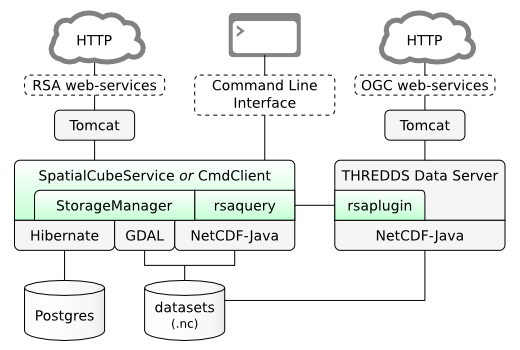 HTTP
HTTP
RSA web-services
Command Line
Interface
OGC web-services
Tomcat
Tomcat
SpatialCubeService or CmdClient
THREDDS Data Server
StorageManager
rsaquery
rsaplugin
Hibernate
GDAL
NetCDF-Java
NetCDF-Java
Postgres
datasets
(.nc)